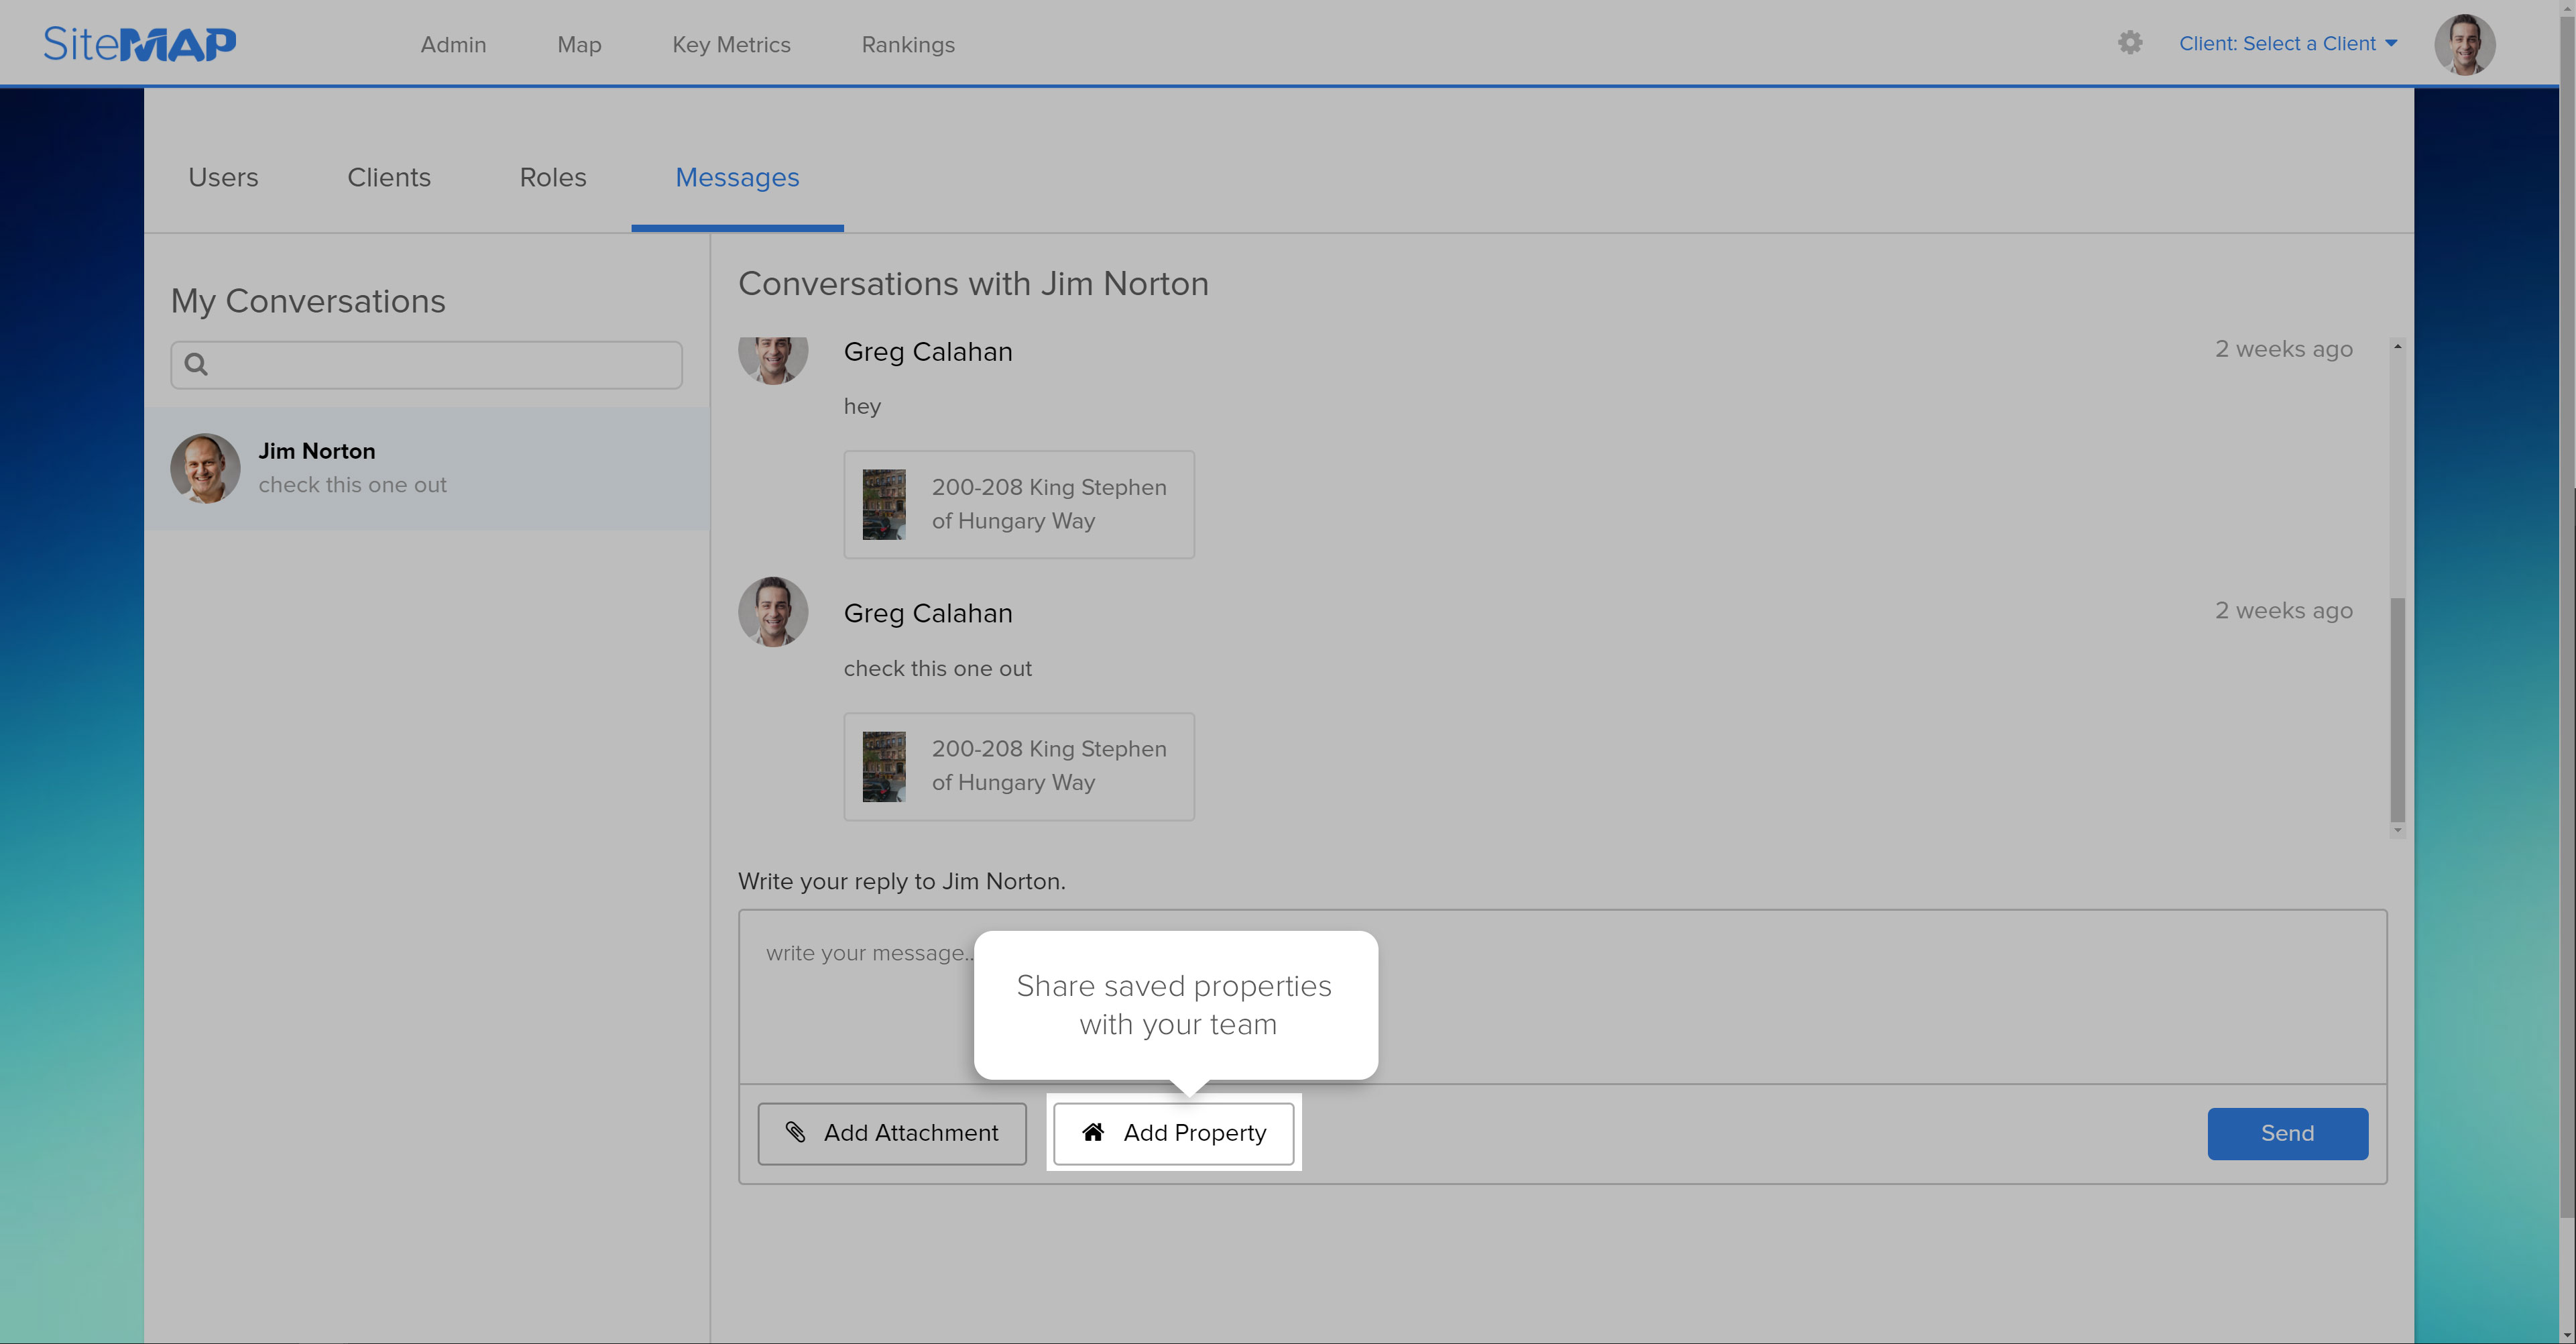 SiteMAP
Admin
Map
Key Metrics
Rankings
Client: Select a Client
Users
Clients
Roles
Messages
My Conversations
Jim Norton
check this one out
Conversations with Jim Norton
Greg Calahan
2 weeks ago
hey
200-208 King Stephen
of Hungary Way
Greg Calahan
2 weeks ago
check this one out
200-208 King Stephen
of Hungary Way
Write your reply to Jim Norton.
write your message..
Share saved properties
with your team
Add Attachment
Add Property
Send